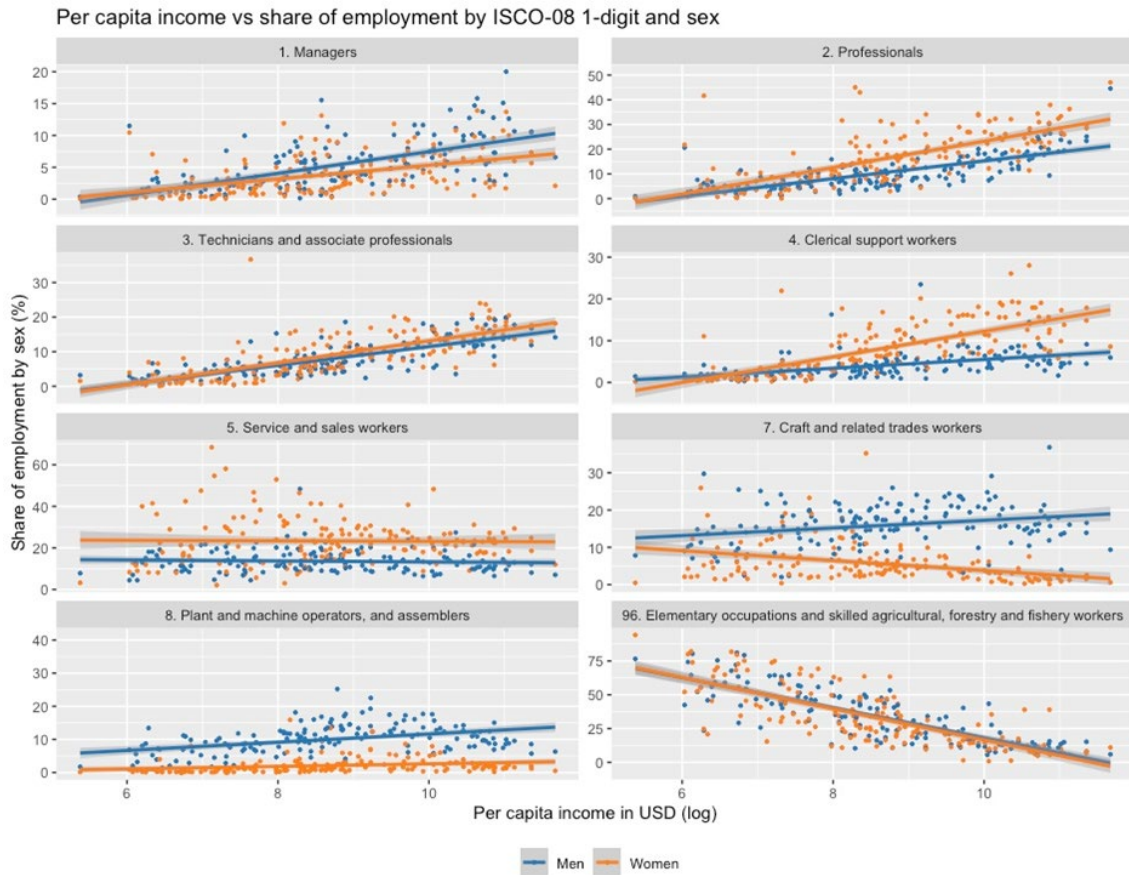 Per capita income vs share of employment by ISCO-08 1-digit and sex
1. Managers
2. Professionals
20
15
10
5
0
50
40
30
20
10
0
3. Technicians and associate professionals
4. Clerical support workers
30
20
10
0
30
20
10
0
Share of employment by sex (%)
5. Service and sales workers
7. Craft and related trades workers
60
40
20
0
30
20
10
0
8. Plant and machine operators, and assemblers
96. Elementary occupations and skilled agricultural, forestry and fishery workers
40
30
20
10
0
75
50
25
0
6 8 10
6 8 10
Per capita income in USD (log)
Men Women